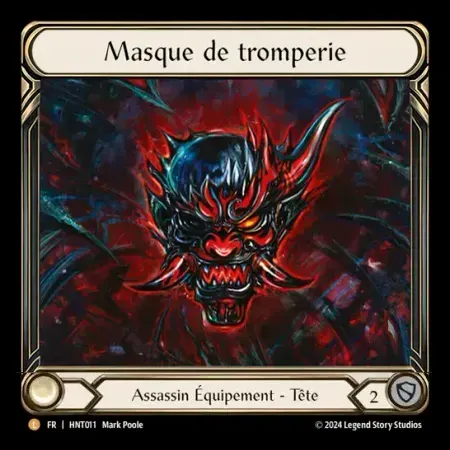 Masque de tromperie
Assassin Équipement - Tête
2
L FR | HNT011 Mark Poole
© 2024 Legend Story Studios